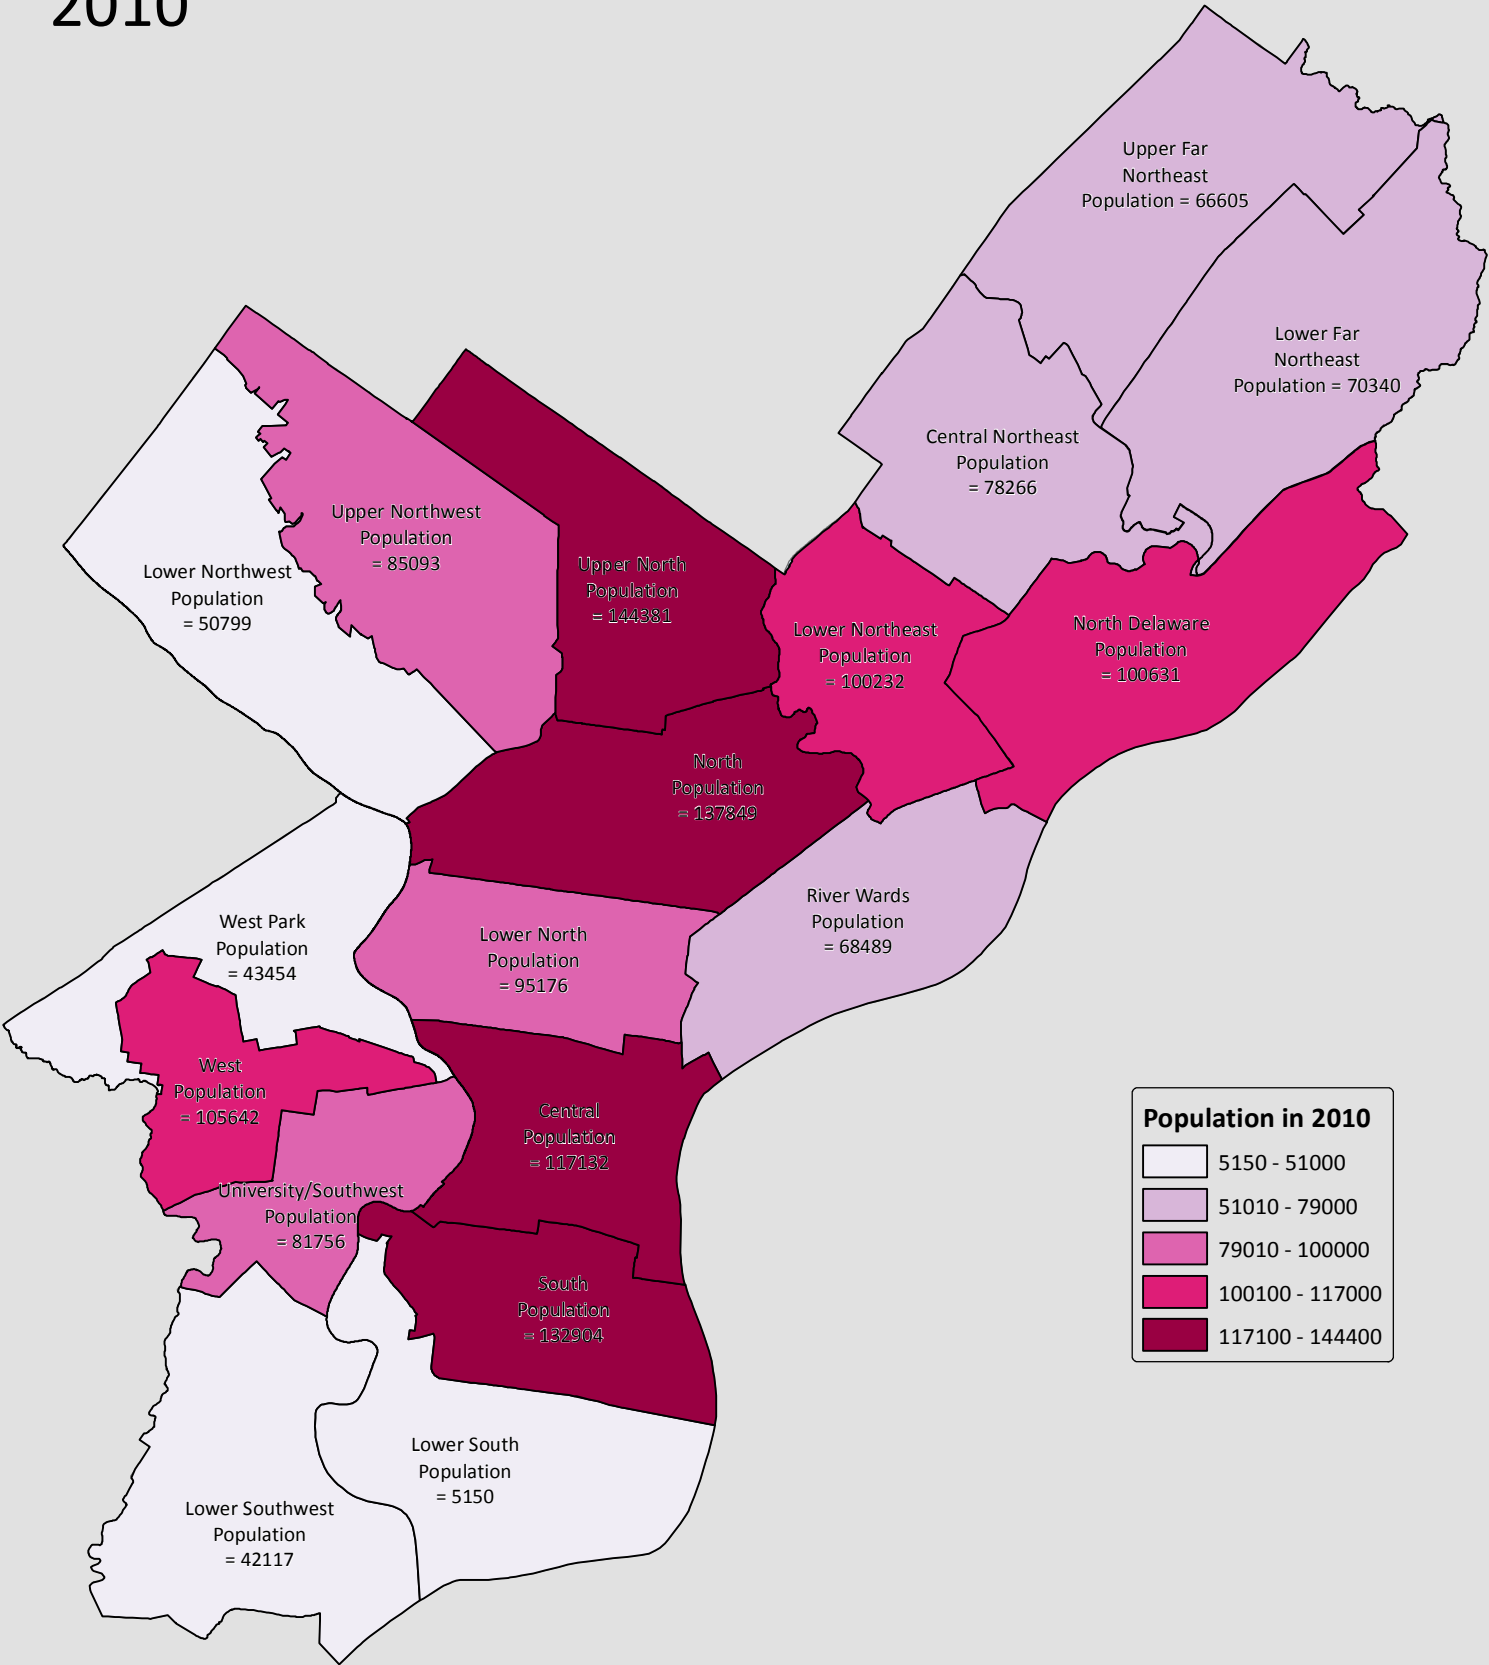 2010
Upper Far
Northeast
Population = 66605
Lower Far
Northeast
Population = 70340
Central Northeast
Population
= 78266
Upper Northwest
Population
= 85093
Upper North
Population
= 144381
Lower Northwest
Population
= 50799
Lower Northeast
Population
= 100232
North Delaware
Population
= 100631
North
Population
= 137849
River Wards
Population
= 68489
West Park
Population
= 43454
Lower North
Population
= 95176
West
Population
= 105642
Central
Population
= 117132
University/Southwest
Population
= 81756
South
Population
= 132904
Lower South
Population
= 5150
Lower Southwest
Population
= 42117
Population in 2010
5150 - 51000
51010 - 79000
79010 - 100000
100100 - 117000
117100 - 144400